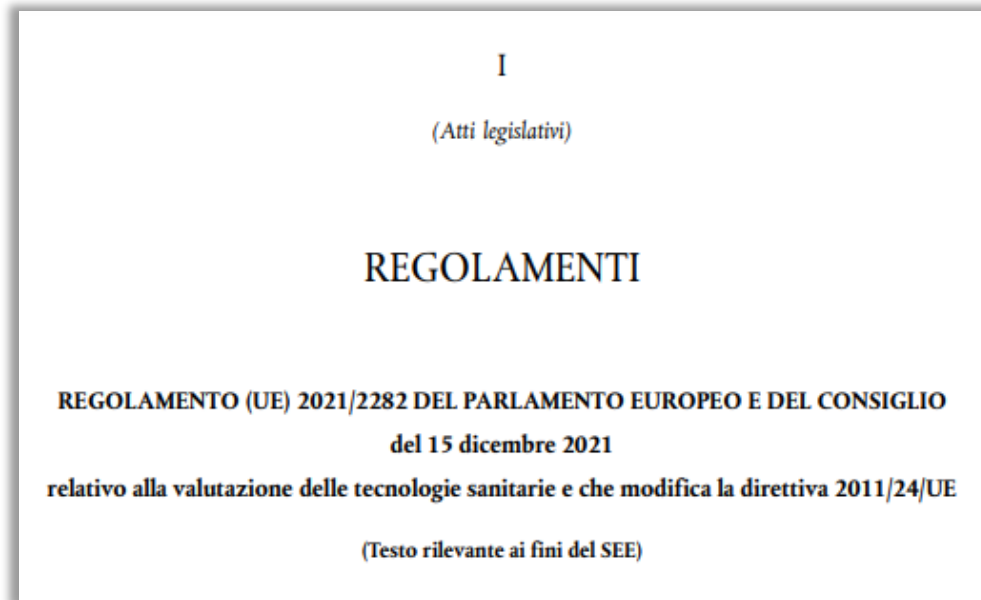 I
(Atti legislativi)
REGOLAMENTI
REGOLAMENTO (UE) 2021/2282 DEL PARLAMENTO EUROPEO E DEL CONSIGLIO
del 15 dicembre 2021
relativo alla valutazione delle tecnologie sanitarie e che modifica la direttiva 2011/24/UE
(Testo rilevante ai fini del SEE)